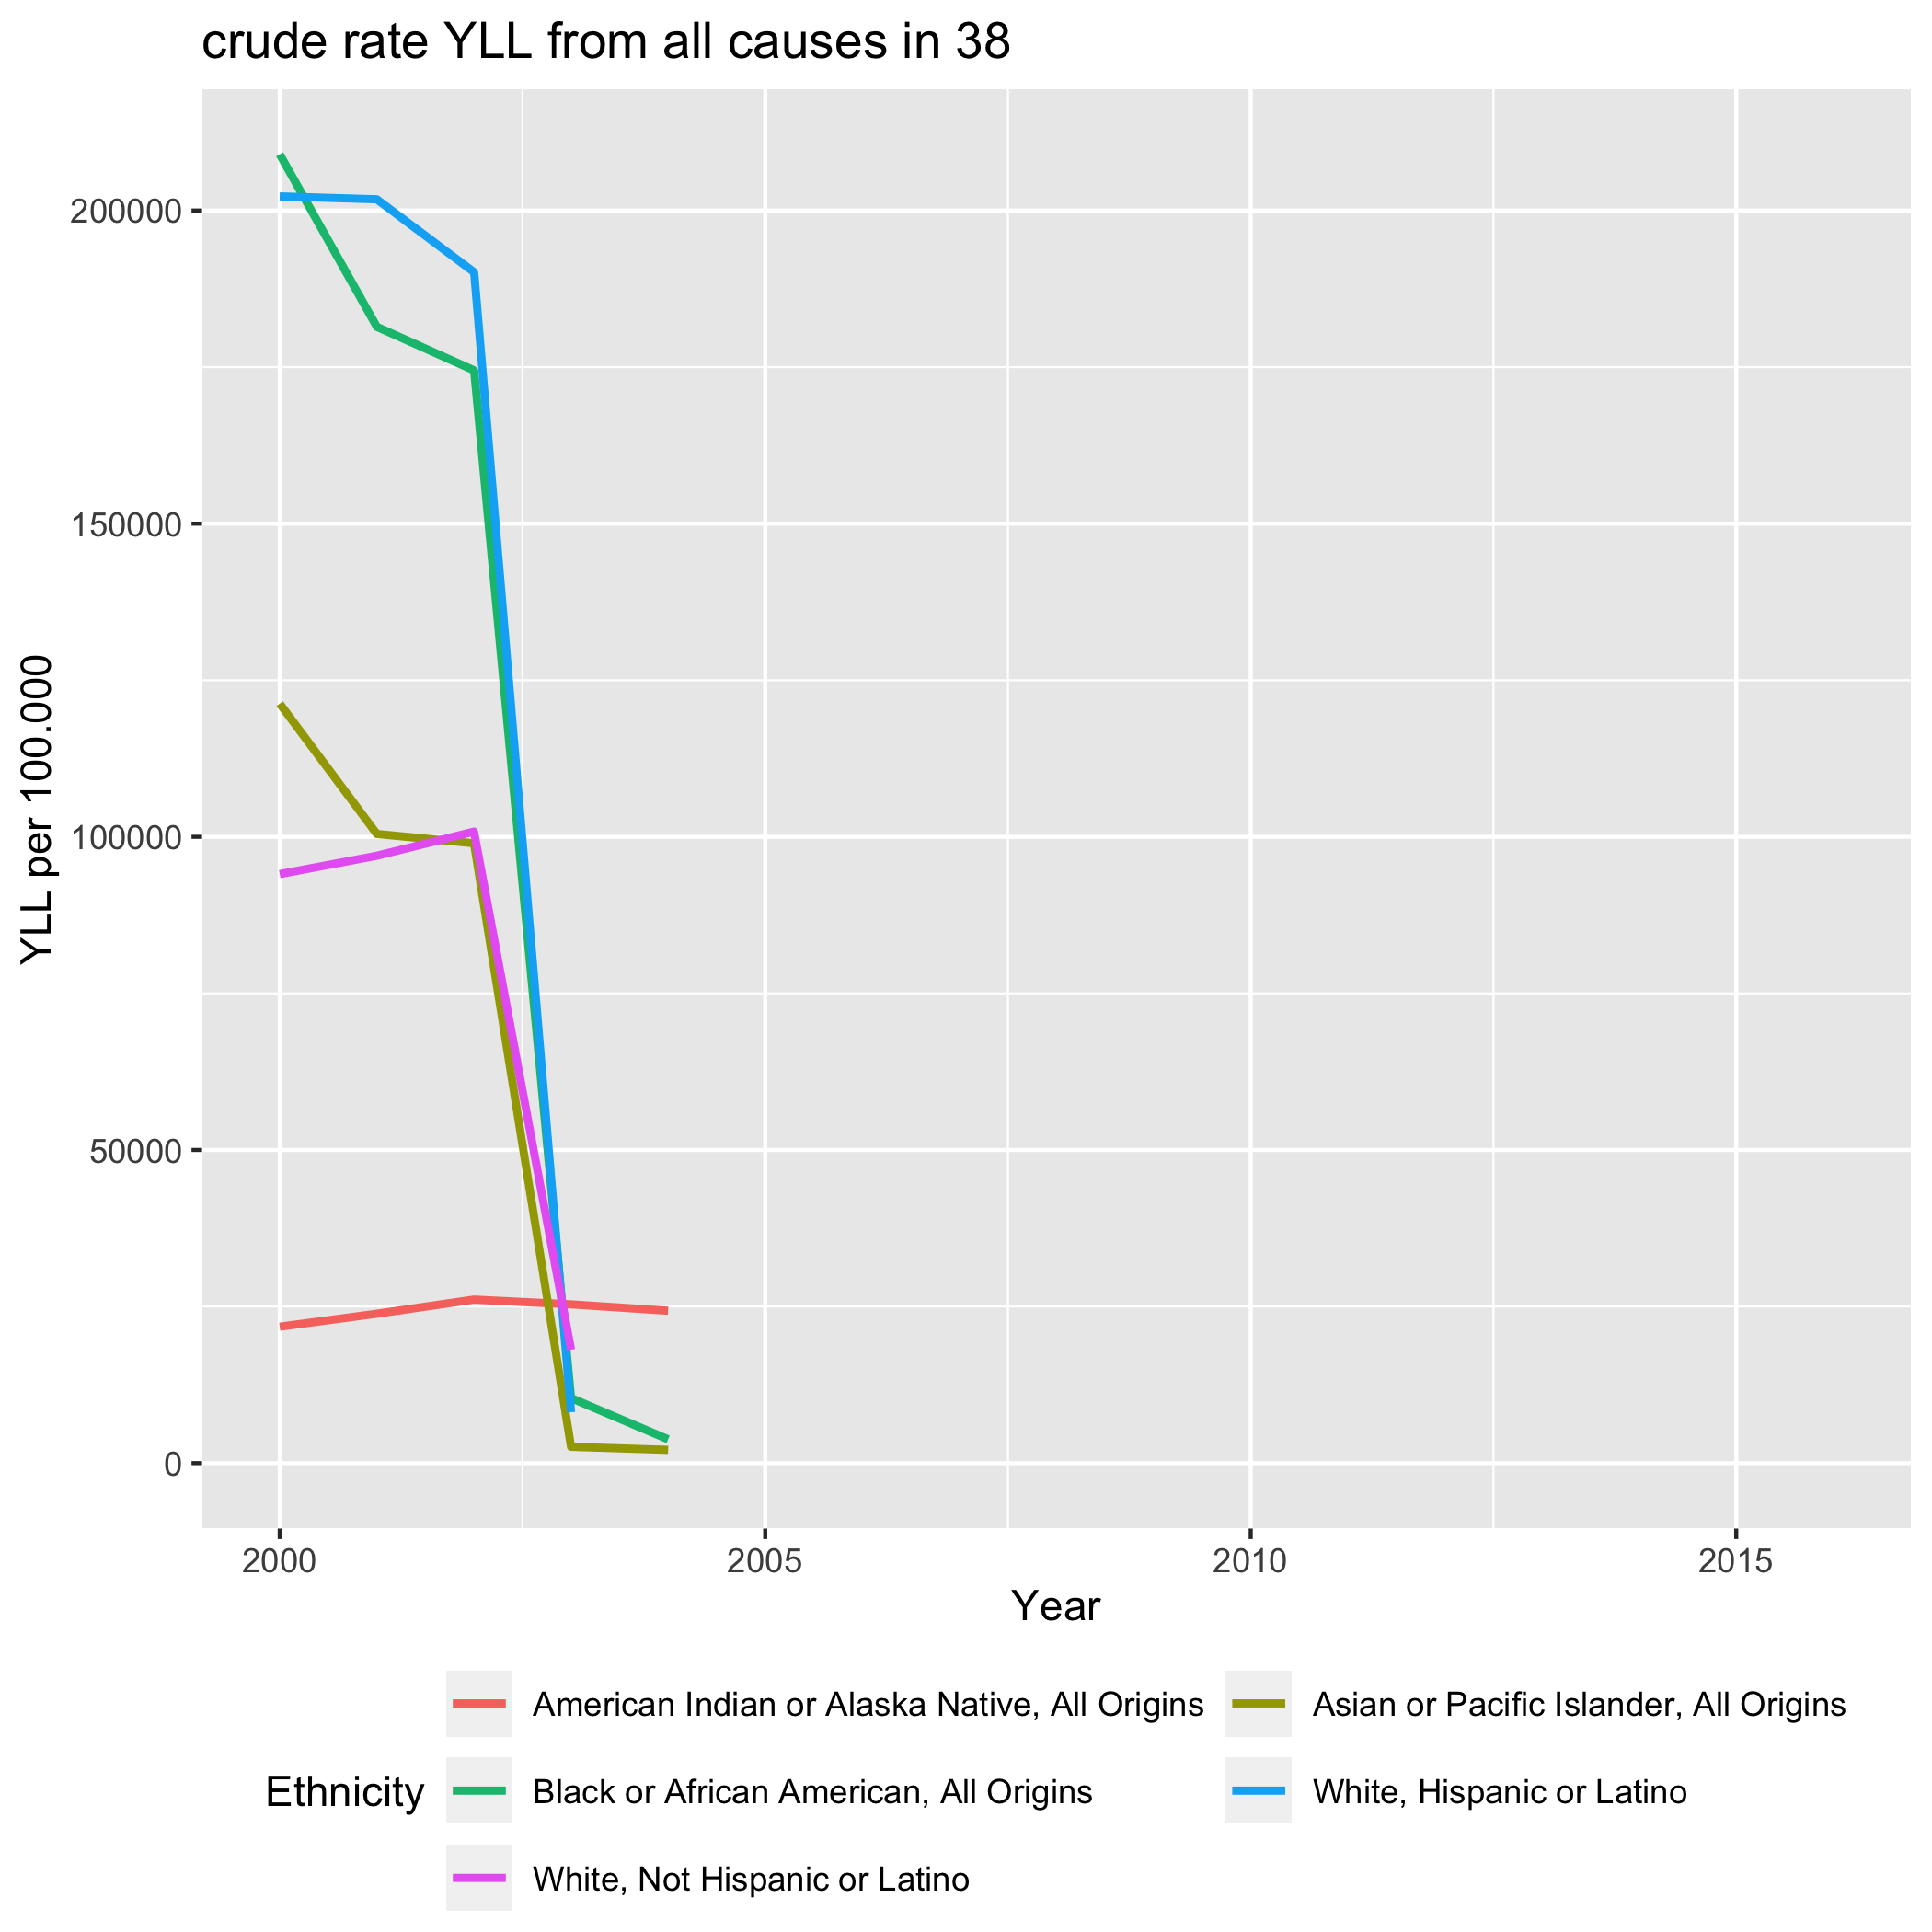 crude rate YLL from all causes in 38
YLL per 100.000
200000
150000
100000
50000
0
2000
2005
2010
2015
Year
Ethnicity
American Indian or Alaska Native, All Origins
Asian or Pacific Islander, All Origins
Black or African American, All Origins
White, Hispanic or Latino
White, Not Hispanic or Latino